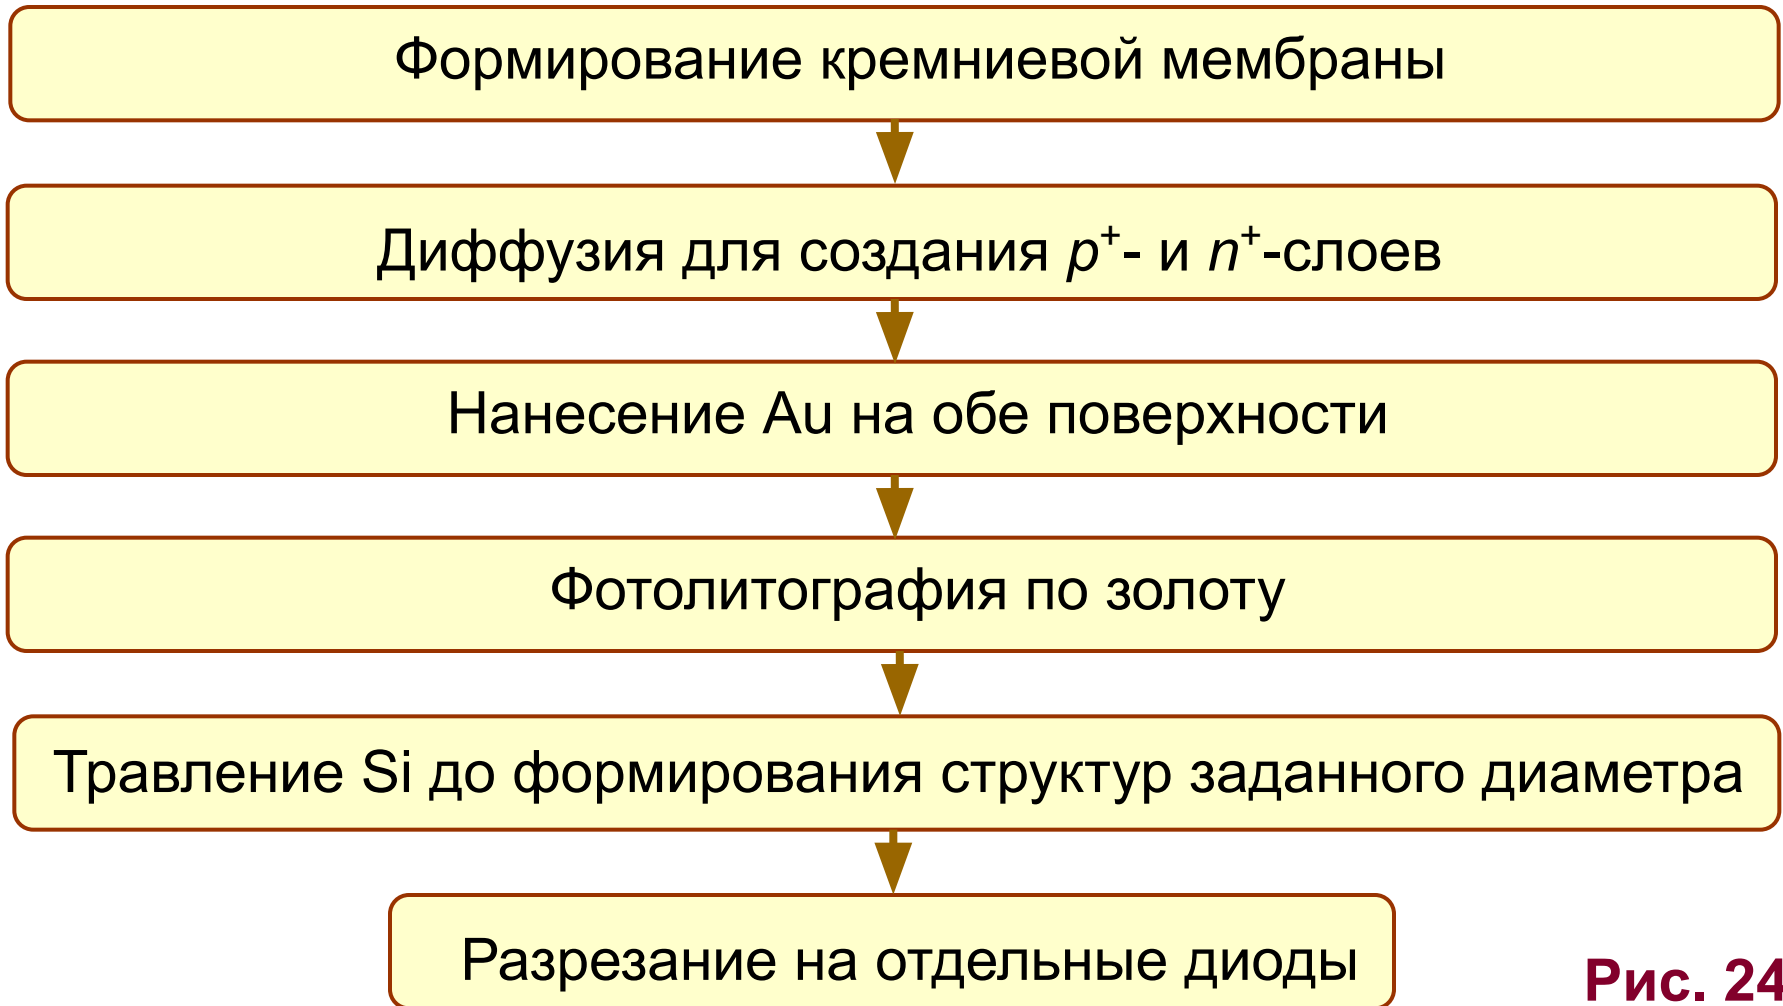 Формирование кремниевой мембраны
Диффузия для создания p⁺- и n⁺-слоев
Нанесение Au на обе поверхности
Фотолитография по золоту
Травление Si до формирования структур заданного диаметра
Разрезание на отдельные диоды
Рис. 24